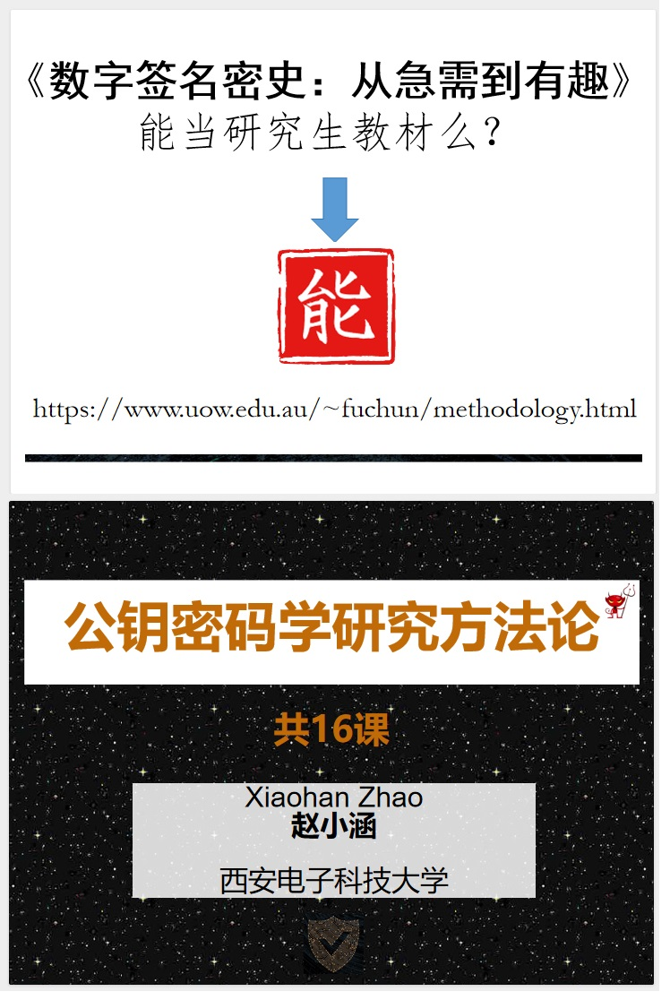 《数字签名密史：从急需到有趣》
能当研究生教材么？
能
https://www.uow.edu.au/~fuchun/methodology.html
公钥密码学研究方法论
共16课
Xiaohan Zhao
赵小涵
西安电子科技大学